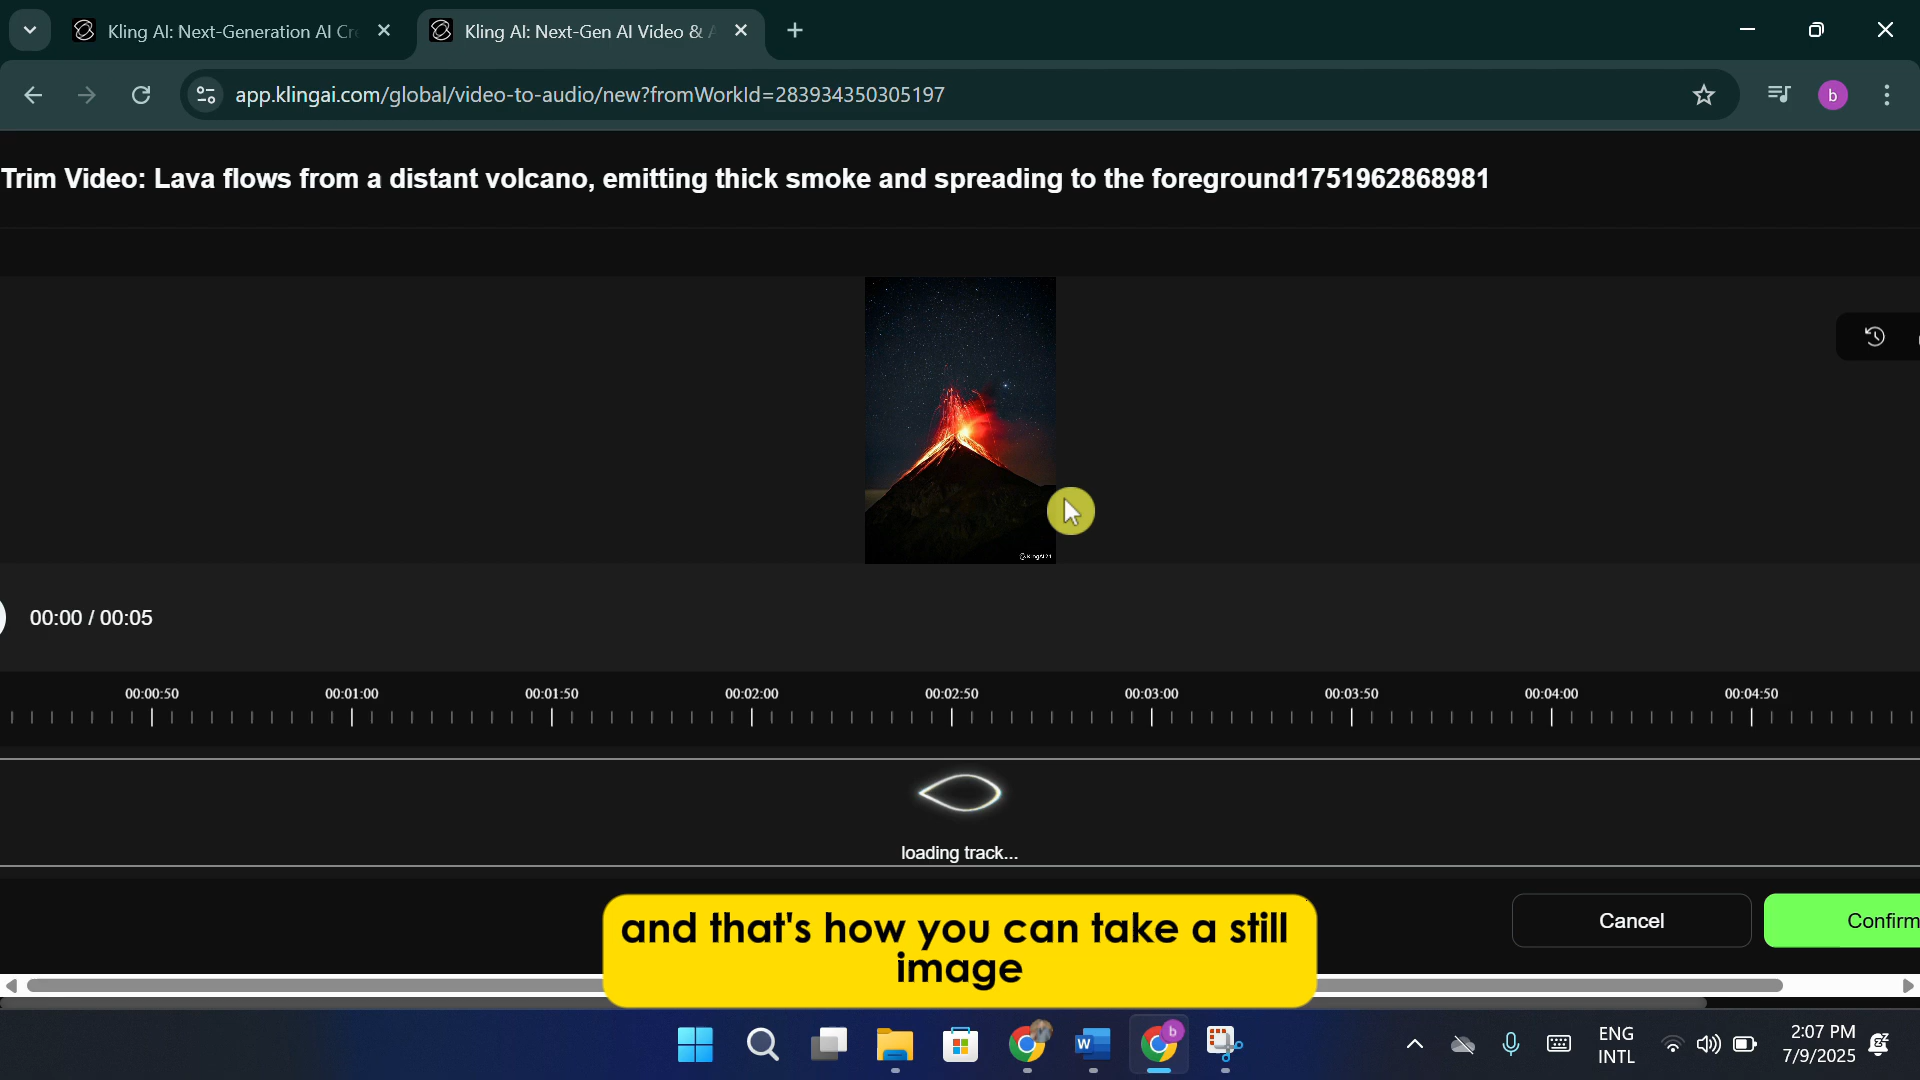 Kling AI: Next-Generation AI Cr
Kling AI: Next-Gen AI Video & A
app.klingai.com/global/video-to-audio/new?fromWorkId=283934350305197
b
Trim Video: Lava flows from a distant volcano, emitting thick smoke and spreading to the foreground1751962868981
00:00 / 00:05
00:00:50 00:01:00 00:01:50 00:02:00 00:02:50 00:03:00 00:03:50 00:04:00 00:04:50
loading track...
Cancel
Confirm
and that's how you can take a still
image
ENG
INTL
2:07 PM
7/9/2025